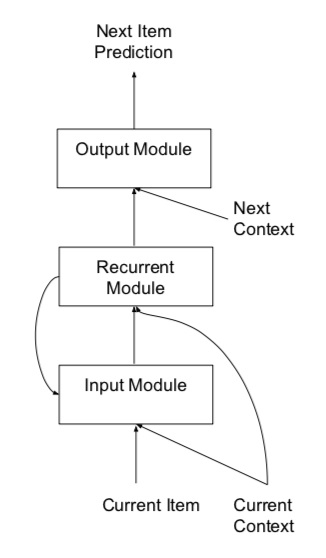 Next Item
Prediction
Output Module
Next
Context
Recurrent
Module
Input Module
Current Item
Current
Context